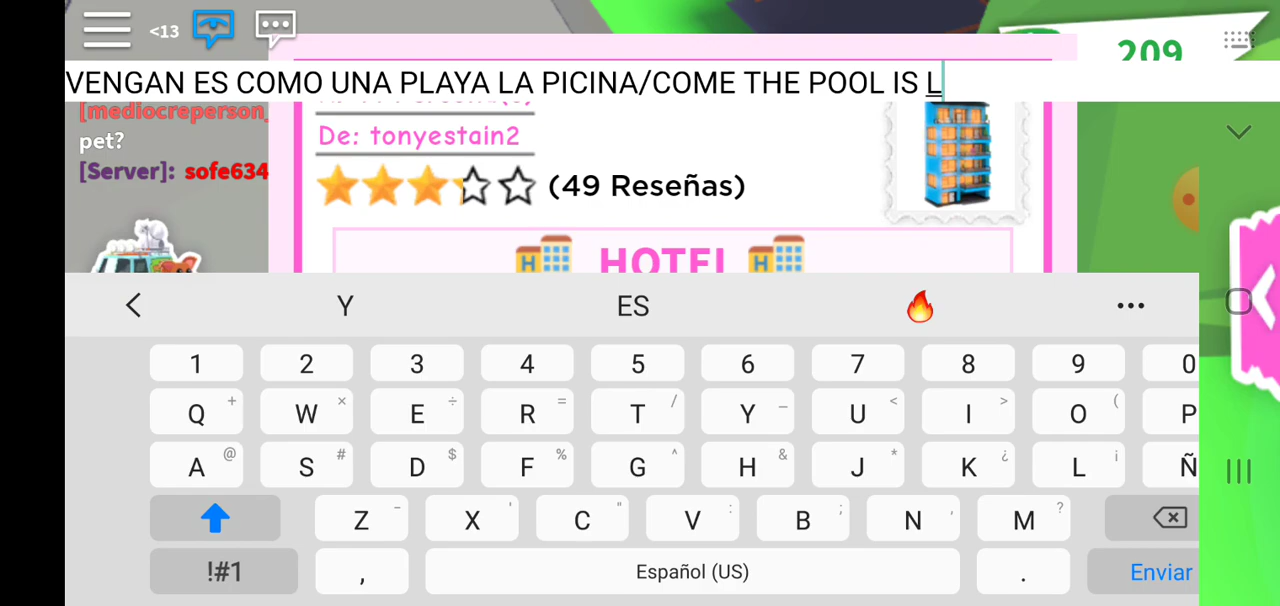 <13
209
VENGAN ES COMO UNA PLAYA LA PICINA/COME THE POOL IS L
[mediocreperson_
pet?
[Server]: sofe634
De: tonyestain2
(49 Reseñas)
HOTEL
Y ES
1 2 3 4 5 6 7 8 9 0
Q + W × E ÷ R = T / Y _ U < I > O ( P
A @ S # D $ F % G ^ H & J * K ¿ L ¡ Ñ
Z - X ' C " V : B ; N , M ?
!#1 , Español (US) . Enviar